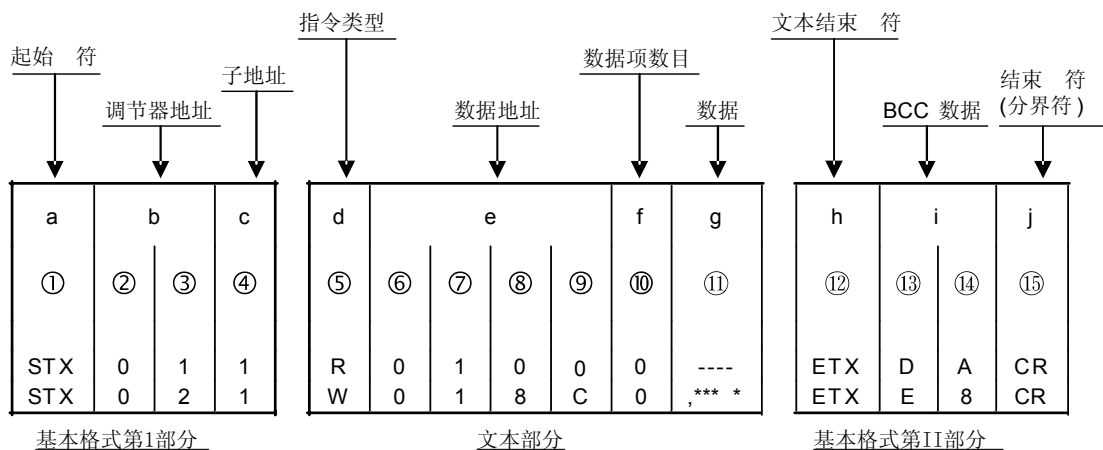 指令类型
文本结束 符
起始 符
数据项数目
子地址
结束 符
(分界符)
调节器地址
数据地址
数据
BCC 数据
a b c d e f g h i j
① ② ③ ④ ⑤ ⑥ ⑦ ⑧ ⑨ ⑩ ⑪ ⑫ ⑬ ⑭ ⑮
STX 0 1 1 R 0 1 0 0 0 ---- ETX D A CR
STX 0 2 1 W 0 1 8 C 0 ,*** * ETX E 8 CR
基本格式第1部分 文本部分 基本格式第II部分